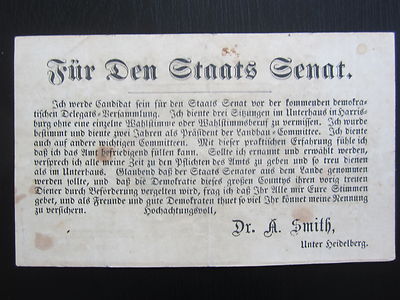 Für Den Staats Senat.
Ich werde Candidat sein für den Staats Senat vor der kommenden demokra-
tischen Delegats-Versammlung. Ich diente drei Sitzungen in Unterhaus in Harris-
burg ohne eine einzelne Wahlstimme oder Wahlstimmsberuf zu vermissen. Ich wurde
bestimmt und diente zwei Jahren als Präsident der Landbau-Committee. Ich diente
auch auf andere wichtigen Committeen. Mit dieser praktischen Erfahrung fühle ich
daß ich das Amt befriedigend füllen kann. Sollte ich ernannt und erwählt werden,
versprech ich alle meine Zeit zu den Pflichten des Amts zu geben und so treu dienen
als im Unterhaus. Glaubend daß der Staats Senator aus dem Lande genommen
werden sollte, und daß die Demokratie dieses großen Countys ihren vorig treuen
Diener durch Beförderung vergelten wird, frag ich daß Ihr alle Mir Eure Stimmen
gebet, und als Freunde und gute Demokraten thuet so viel Ihr könnet meine Nennung
zu versichern. Hochachtungsvoll,
Dr. A. Smith,
Unter Heidelberg.